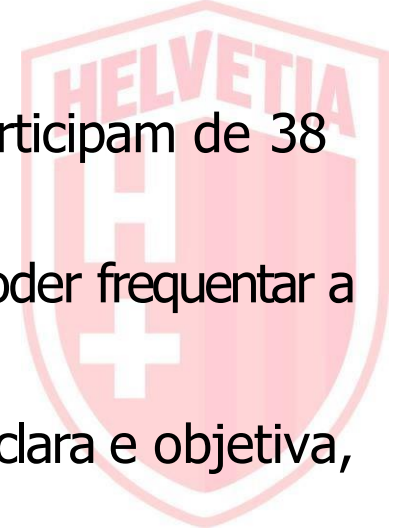 HELVETIA
H
rticipam de 38
oder frequentar a
clara e objetiva,